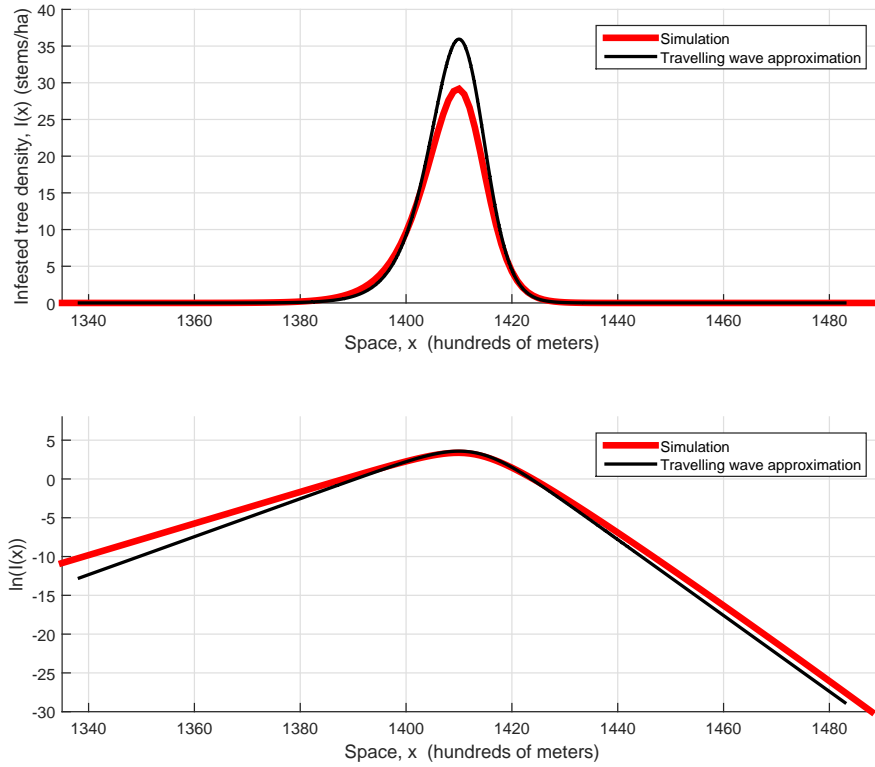 40
35
30
25
20
15
10
5
0
Infested tree density, I(x) (stems/ha)
Simulation
Travelling wave approximation
1340 1360 1380 1400 1420 1440 1460 1480
Space, x (hundreds of meters)
5
0
-5
-10
-15
-20
-25
-30
ln(I(x))
Simulation
Travelling wave approximation
1340 1360 1380 1400 1420 1440 1460 1480
Space, x (hundreds of meters)